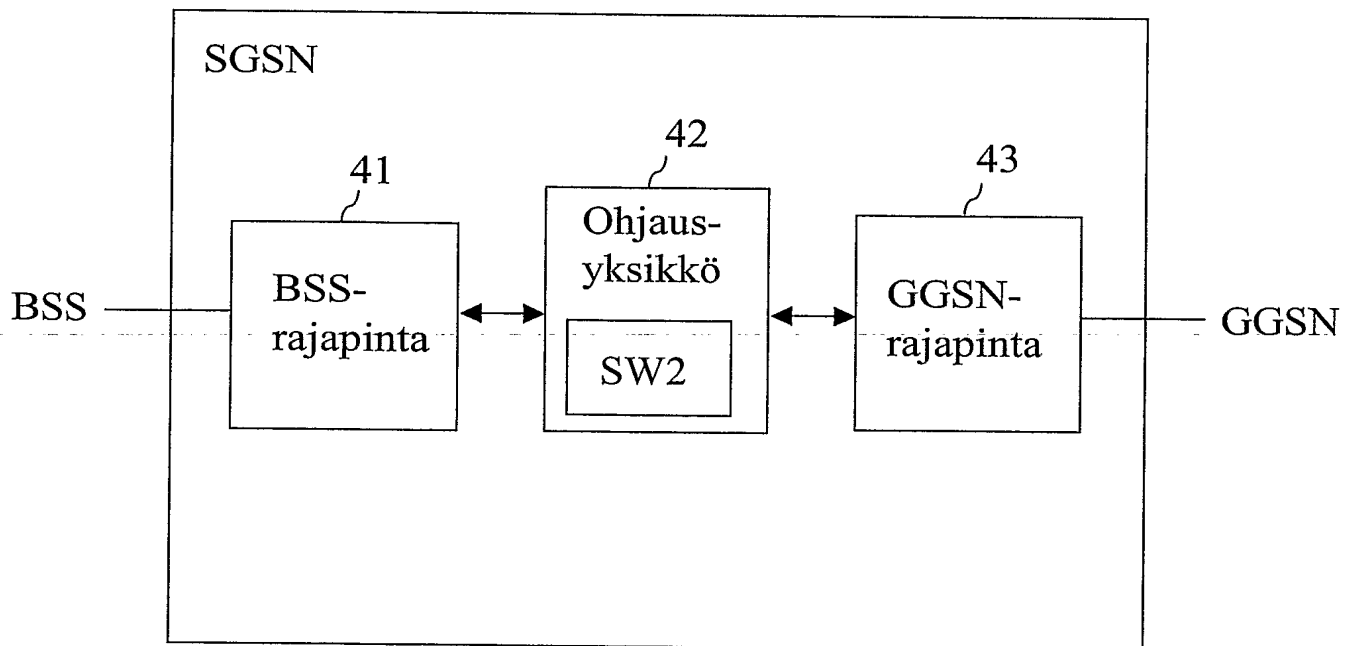 SGSN
41
42
43
BSS
BSS-
rajapinta
Ohjaus-
yksikkö
SW2
GGSN-
rajapinta
GGSN